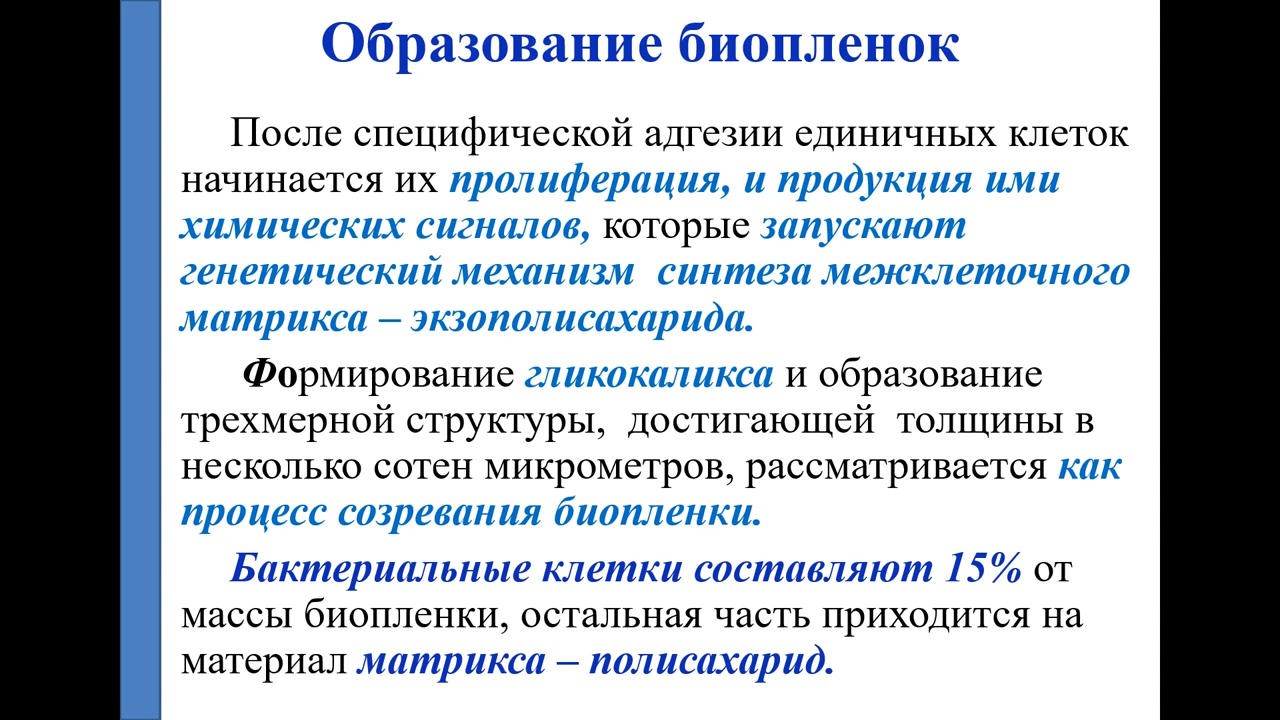 Образование биопленок
После специфической адгезии единичных клеток
начинается их пролиферация, и продукция ими
химических сигналов, которые запускают
генетический механизм синтеза межклеточного
матрикса – экзополисахарида.
Формирование гликокаликса и образование
трехмерной структуры, достигающей толщины в
несколько сотен микрометров, рассматривается как
процесс созревания биопленки.
Бактериальные клетки составляют 15% от
массы биопленки, остальная часть приходится на
материал матрикса – полисахарид.